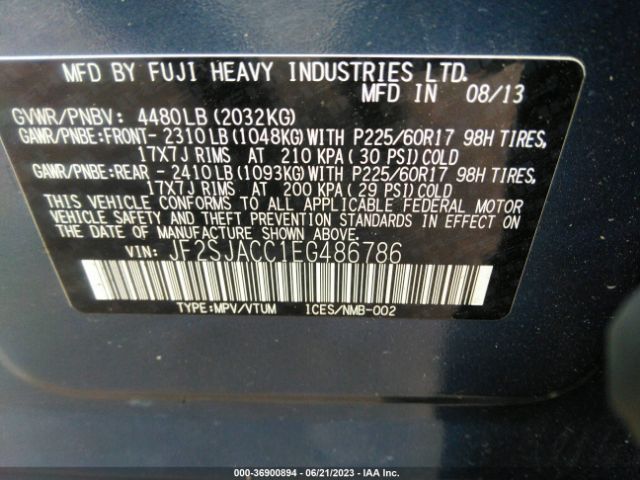 MFD BY FUJI HEAVY INDUSTRIES LTD.
MFD IN 08/13
GVWR/PNBV: 4480LB(2032KG)
GAWR/PNBE:FRONT- 2310LB(1048KG)WITH P225/60R17 98H TIRES,
17X7J RIMS AT 210 KPA(30 PSI)COLD
GAWR/PNBE:REAR - 2410LB(1093KG)WITH P225/60R17 98H TIRES,
17X7J RIMS AT 200 KPA(29 PSI)COLD
THIS VEHICLE CONFORMS TO ALL APPLICABLE FEDERAL MOTOR
VEHICLE SAFETY AND THEFT PREVENTION STANDARDS IN EFFECT
ON THE DATE OF MANUFACTURE SHOWN ABOVE.
VIN: JF2SJACC1EG486786
TYPE:MPV/VTUM ICES/NMB-002
000-36900894 - 06/21/2023 - IAA Inc.